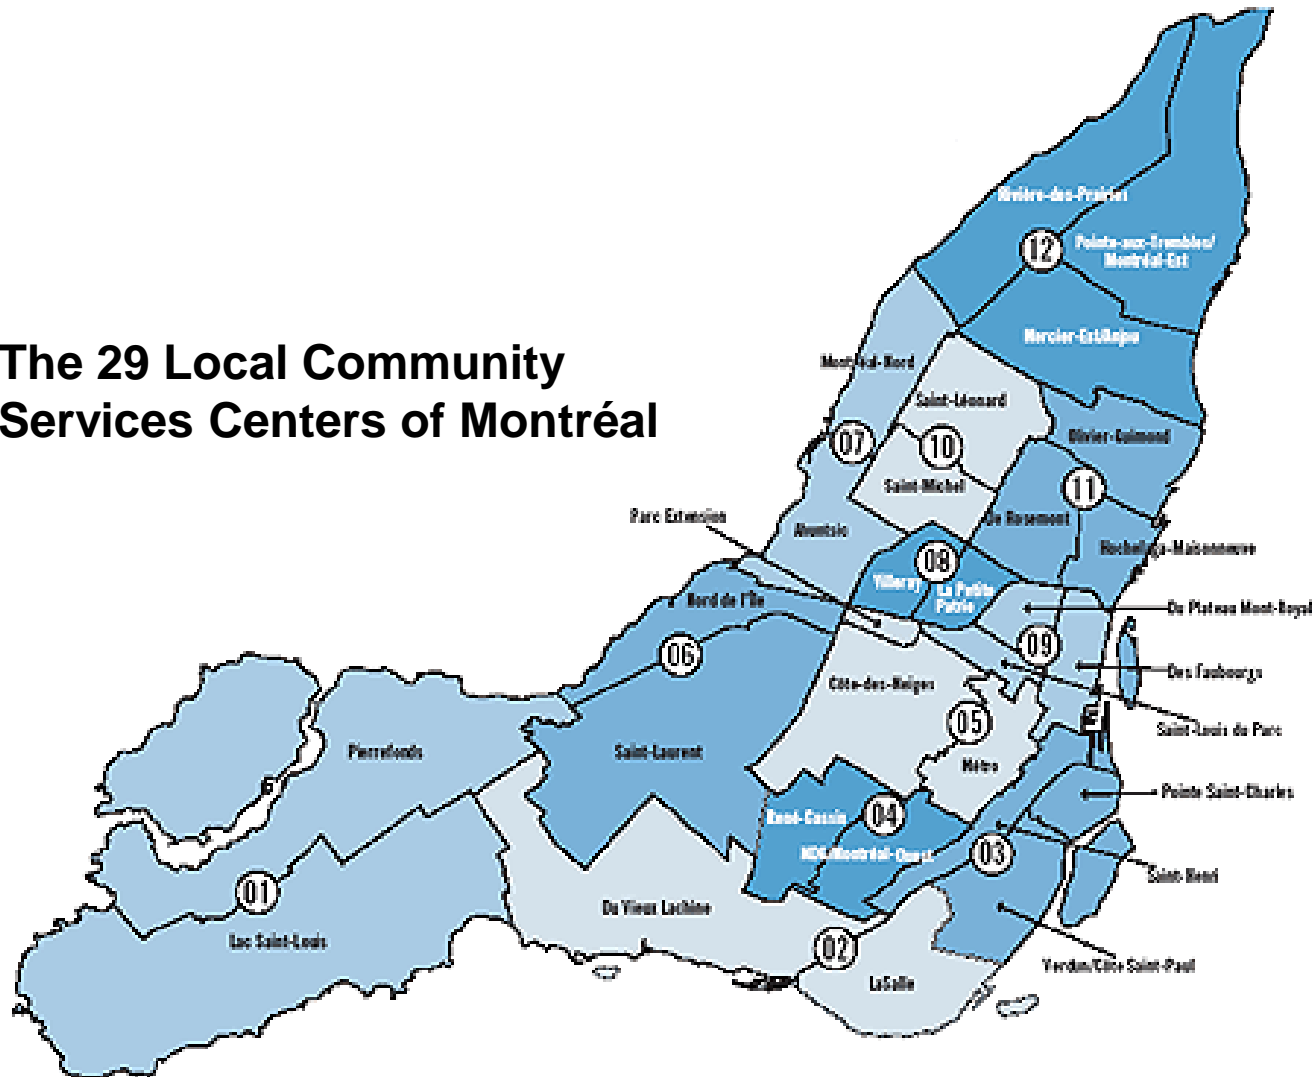 Rivière-des-Prairies
12
Pointe-aux-Trembles/
Montréal-Est
Mercier-Est/Anjou
The 29 Local Community
Services Centers of Montréal
Montréal-Nord
Saint-Léonard
07
10
Olivier-Guimond
Saint-Michel
11
Parc Extension
De Rosemont
Ahuntsic
Hochelaga-Maisonneuve
08
Villeray
La Petite
Patrie
Nord de l'Île
Du Plateau Mont-Royal
06
09
Des Faubourgs
Côte-des-Neiges
05
Saint-Louis du Parc
Pierrefonds
Saint-Laurent
Métro
Pointe Saint-Charles
René-Cassin
04
NDG/Montréal-Ouest
03
Saint-Henri
01
Du Vieux Lachine
Lac Saint-Louis
02
Verdun/Côte Saint-Paul
LaSalle